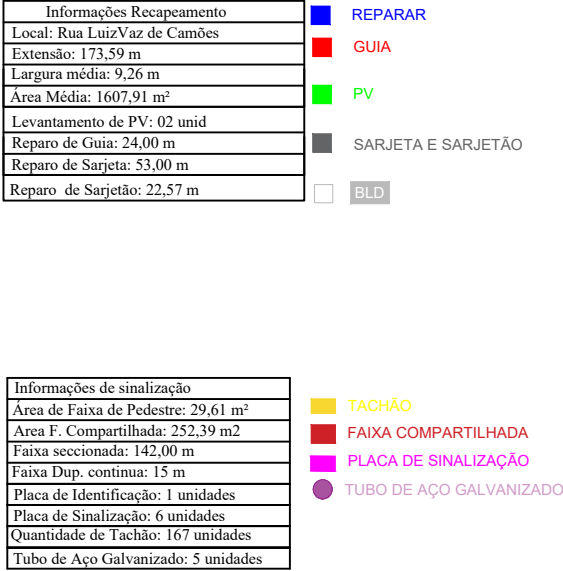 Informações Recapeamento
Local: Rua LuizVaz de Camões
Extensão: 173,59 m
Largura média: 9,26 m
Área Média: 1607,91 m²
Levantamento de PV: 02 unid
Reparo de Guia: 24,00 m
Reparo de Sarjeta: 53,00 m
Reparo de Sarjetão: 22,57 m
REPARAR
GUIA
PV
SARJETA E SARJETÃO
BLD
Informações de sinalização
Área de Faixa de Pedestre: 29,61 m²
Area F. Compartilhada: 252,39 m2
Faixa seccionada: 142,00 m
Faixa Dup. continua: 15 m
Placa de Identificação: 1 unidades
Placa de Sinalização: 6 unidades
Quantidade de Tachão: 167 unidades
Tubo de Aço Galvanizado: 5 unidades
TACHÃO
FAIXA COMPARTILHADA
PLACA DE SINALIZAÇÃO
TUBO DE AÇO GALVANIZADO